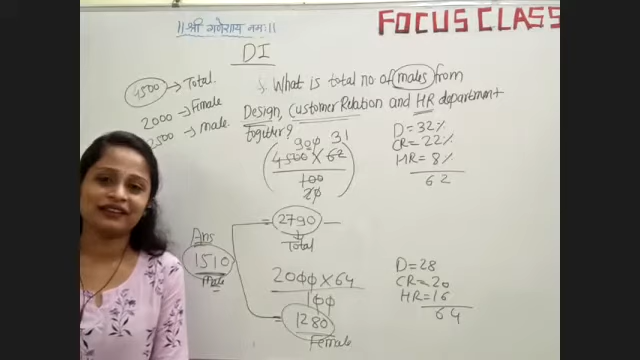 ||श्री गणेशाय नमः||
FOCUS CLASS
DI
4500 → Total.
2000 → Female
2500 → male.
What is total no of males from
Design, Customer Relation and HR department
together?
900 31
4500 X 62
100
20
D = 32%
CR = 22%
HR = 8%
62
= 2790
Total
Ans
1510
male
2000 X 64
100
1280
Female
D = 28
CR = 20
HR = 16
64